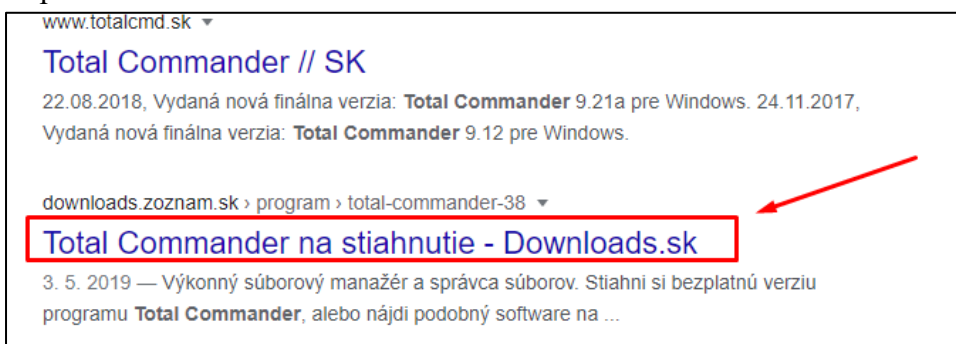 www.totalcmd.sk
Total Commander // SK
22.08.2018, Vydaná nová finálna verzia: Total Commander 9.21a pre Windows. 24.11.2017,
Vydaná nová finálna verzia: Total Commander 9.12 pre Windows.
downloads.zoznam.sk › program › total-commander-38
Total Commander na stiahnutie - Downloads.sk
3. 5. 2019 — Výkonný súborový manažér a správca súborov. Stiahni si bezplatnú verziu
programu Total Commander, alebo nájdi podobný software na ...